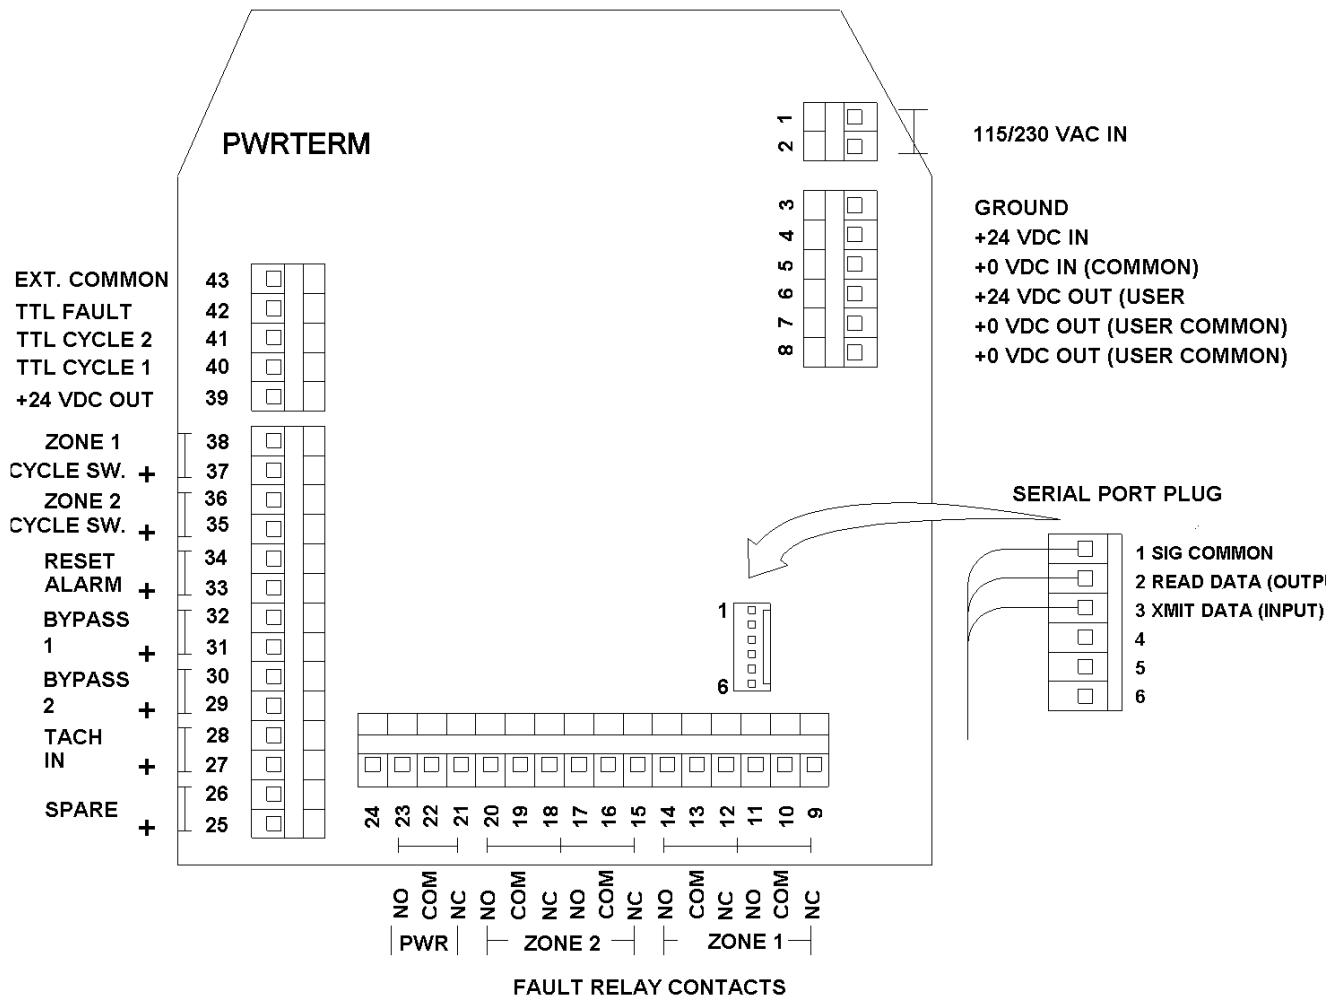 PWRTERM
1
2
115/230 VAC IN
3 GROUND
4 +24 VDC IN
5 +0 VDC IN (COMMON)
6 +24 VDC OUT (USER
7 +0 VDC OUT (USER COMMON)
8 +0 VDC OUT (USER COMMON)
EXT. COMMON 43
TTL FAULT 42
TTL CYCLE 2 41
TTL CYCLE 1 40
+24 VDC OUT 39
ZONE 1 38
CYCLE SW. + 37
ZONE 2 36
CYCLE SW. + 35
RESET 34
ALARM + 33
BYPASS 32
1 + 31
BYPASS 30
2 + 29
TACH 28
IN + 27
SPARE 26
+ 25
SERIAL PORT PLUG
1 SIG COMMON
2 READ DATA (OUTPU
3 XMIT DATA (INPUT)
4
5
6
1
6
24 23 22 21 20 19 18 17 16 15 14 13 12 11 10 9
NO COM NC NO COM NC NO COM NC NO COM NC NO COM NC
PWR ZONE 2 ZONE 1
FAULT RELAY CONTACTS